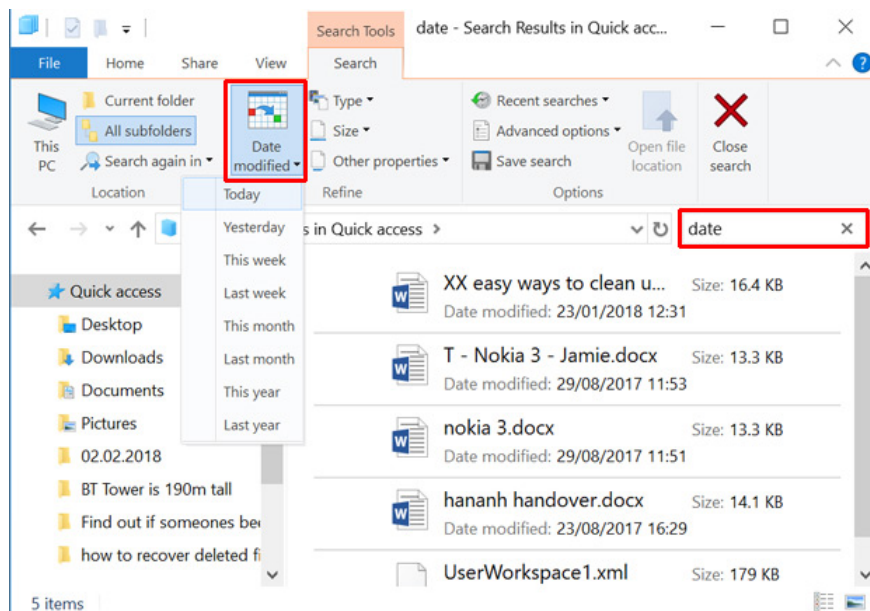 Search Tools date - Search Results in Quick acc...
File Home Share View Search
This PC
Current folder
All subfolders
Search again in
Location
Date modified
Type
Size
Other properties
Refine
Recent searches
Advanced options
Save search
Options
Open file location
Close search
s in Quick access
date
Today
Yesterday
This week
Last week
This month
Last month
This year
Last year
Quick access
Desktop
Downloads
Documents
Pictures
02.02.2018
BT Tower is 190m tall
Find out if someones bee
how to recover deleted fi
XX easy ways to clean u... Size: 16.4 KB
Date modified: 23/01/2018 12:31
T - Nokia 3 - Jamie.docx Size: 13.3 KB
Date modified: 29/08/2017 11:53
nokia 3.docx Size: 13.3 KB
Date modified: 29/08/2017 11:51
hananh handover.docx Size: 14.1 KB
Date modified: 23/08/2017 16:29
UserWorkspace1.xml Size: 179 KB
5 items